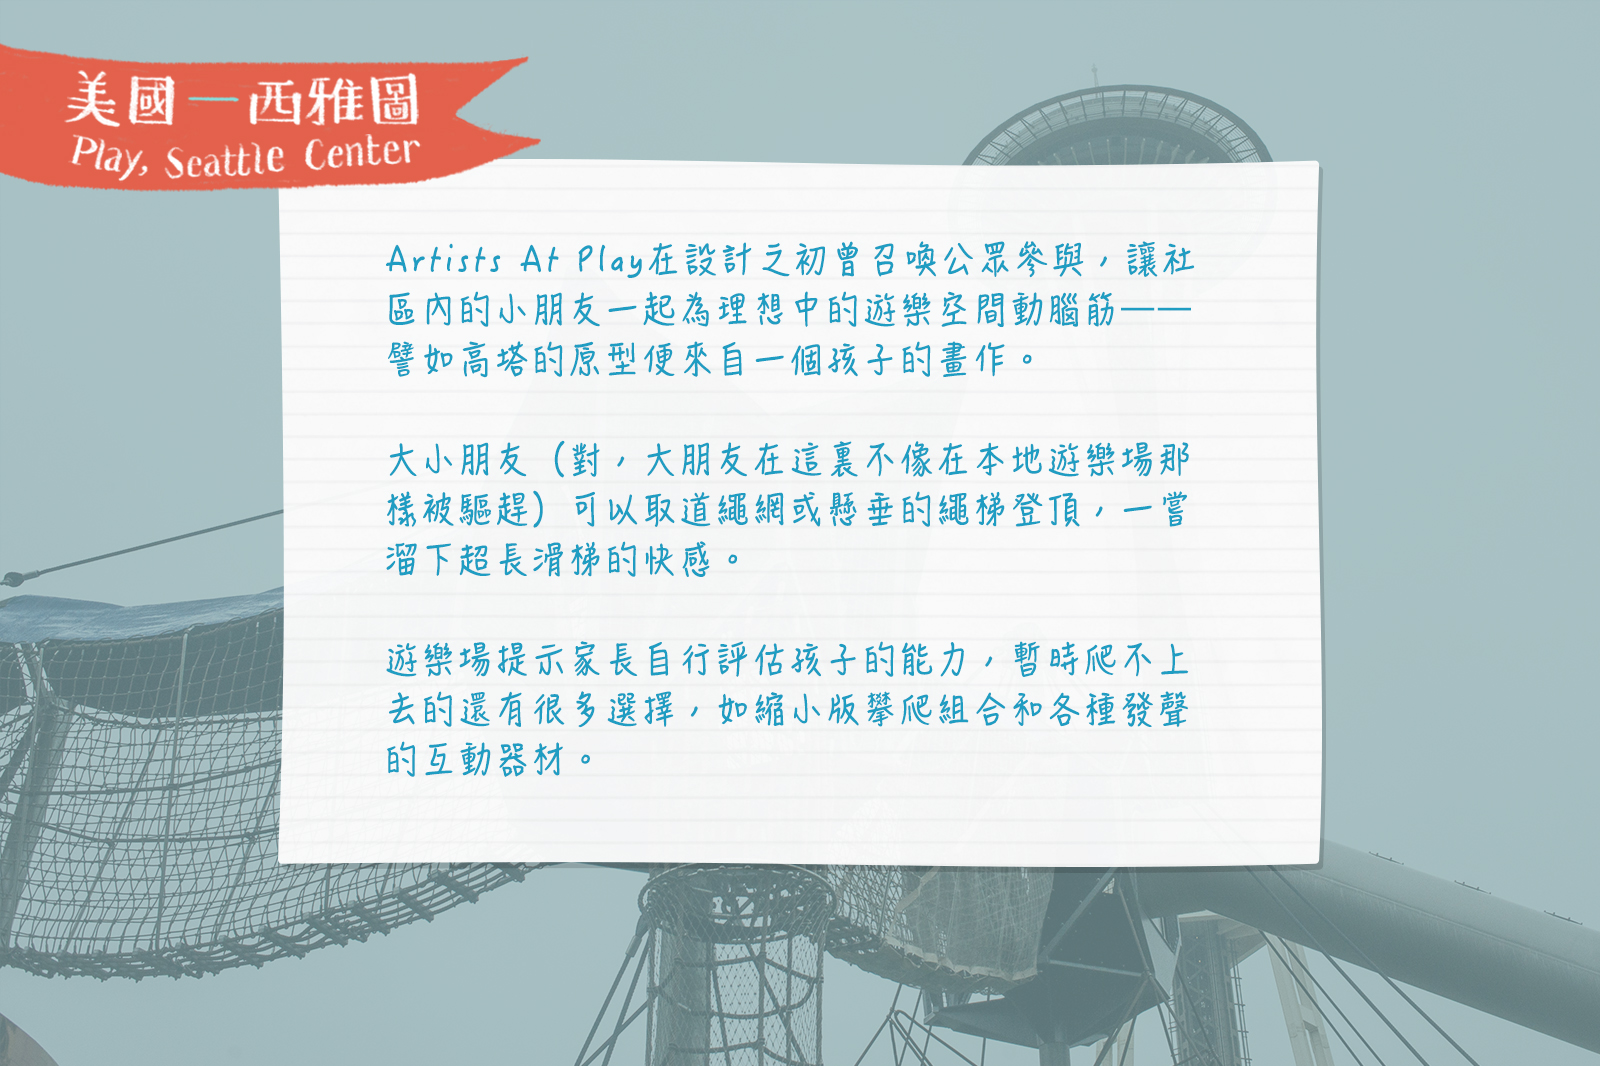 美國—西雅圖
Play, Seattle Center
Artists At Play在設計之初曾召喚公眾參與，讓社
區內的小朋友一起為理想中的遊樂空間動腦筋——
譬如高塔的原型便來自一個孩子的畫作。
大小朋友（對，大朋友在這裏不像在本地遊樂場那
樣被驅趕）可以取道繩網或懸垂的繩梯登頂，一嘗
溜下超長滑梯的快感。
遊樂場提示家長自行評估孩子的能力，暫時爬不上
去的還有很多選擇，如縮小版攀爬組合和各種發聲
的互動器材。